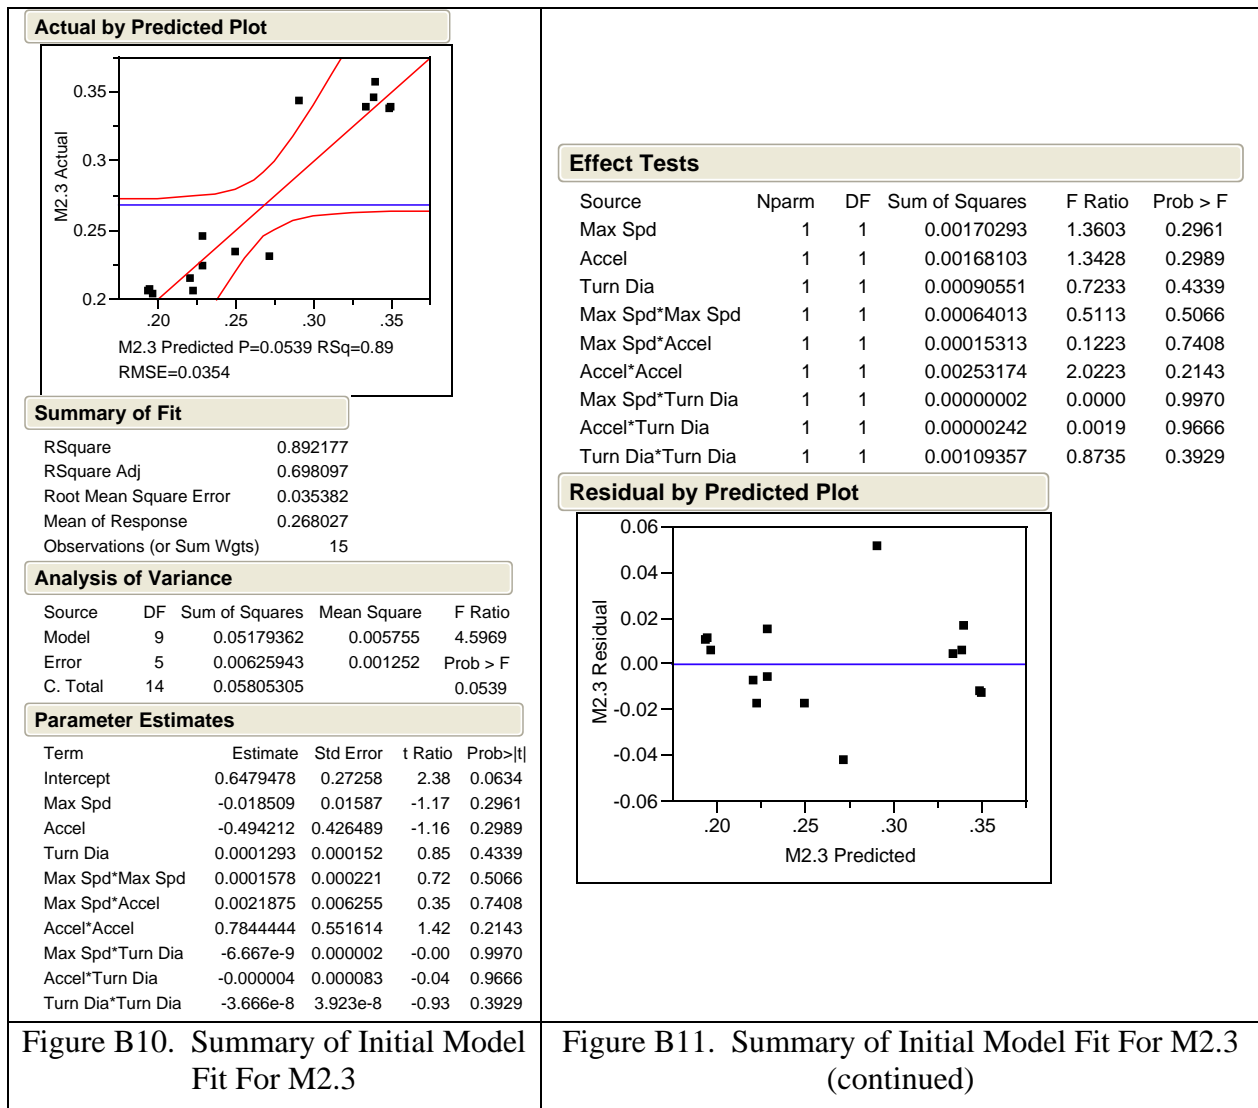 Actual by Predicted Plot
0.35
0.3
0.25
0.2
M2.3 Actual
.20 .25 .30 .35
M2.3 Predicted P=0.0539 RSq=0.89
RMSE=0.0354
Summary of Fit
RSquare 0.892177
RSquare Adj 0.698097
Root Mean Square Error 0.035382
Mean of Response 0.268027
Observations (or Sum Wgts) 15
Analysis of Variance
Source DF Sum of Squares Mean Square F Ratio
Model 9 0.05179362 0.005755 4.5969
Error 5 0.00625943 0.001252 Prob > F
C. Total 14 0.05805305 0.0539
Parameter Estimates
Term Estimate Std Error t Ratio Prob>|t|
Intercept 0.6479478 0.27258 2.38 0.0634
Max Spd -0.018509 0.01587 -1.17 0.2961
Accel -0.494212 0.426489 -1.16 0.2989
Turn Dia 0.0001293 0.000152 0.85 0.4339
Max Spd*Max Spd 0.0001578 0.000221 0.72 0.5066
Max Spd*Accel 0.0021875 0.006255 0.35 0.7408
Accel*Accel 0.7844444 0.551614 1.42 0.2143
Max Spd*Turn Dia -6.667e-9 0.000002 -0.00 0.9970
Accel*Turn Dia -0.000004 0.000083 -0.04 0.9666
Turn Dia*Turn Dia -3.666e-8 3.923e-8 -0.93 0.3929
Figure B10. Summary of Initial Model
Fit For M2.3
Effect Tests
Source Nparm DF Sum of Squares F Ratio Prob > F
Max Spd 1 1 0.00170293 1.3603 0.2961
Accel 1 1 0.00168103 1.3428 0.2989
Turn Dia 1 1 0.00090551 0.7233 0.4339
Max Spd*Max Spd 1 1 0.00064013 0.5113 0.5066
Max Spd*Accel 1 1 0.00015313 0.1223 0.7408
Accel*Accel 1 1 0.00253174 2.0223 0.2143
Max Spd*Turn Dia 1 1 0.00000002 0.0000 0.9970
Accel*Turn Dia 1 1 0.00000242 0.0019 0.9666
Turn Dia*Turn Dia 1 1 0.00109357 0.8735 0.3929
Residual by Predicted Plot
0.06
0.04
0.02
0.00
-0.02
-0.04
-0.06
M2.3 Residual
.20 .25 .30 .35
M2.3 Predicted
Figure B11. Summary of Initial Model Fit For M2.3
(continued)